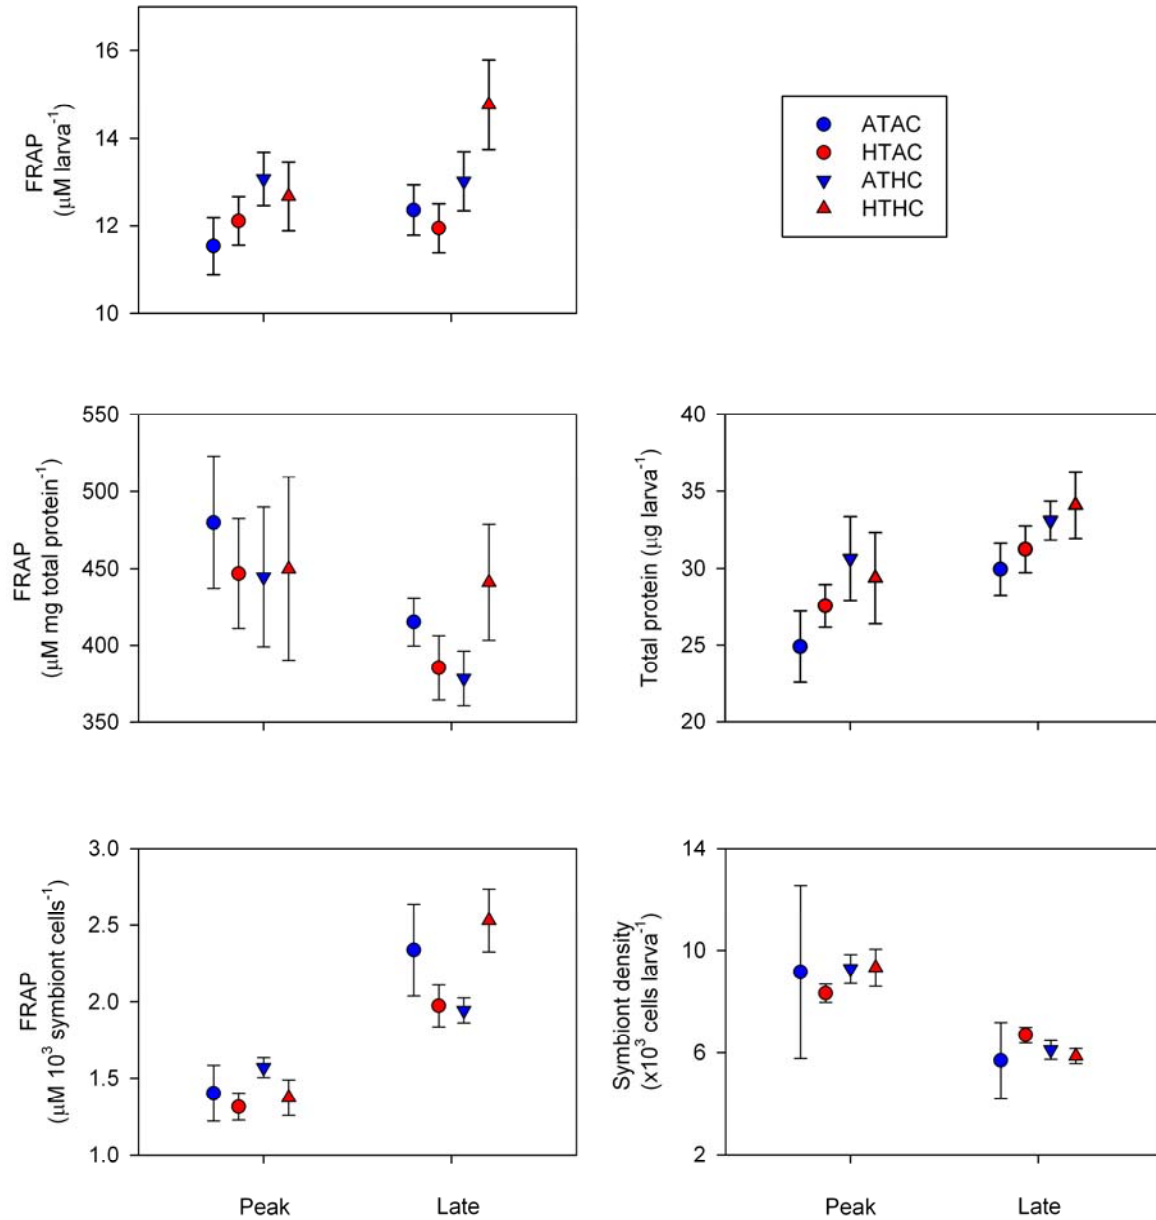 16
14
12
10
FRAP
(μM larva⁻¹)
ATAC
HTAC
ATHC
HTHC
550
500
450
400
350
FRAP
(μM mg total protein⁻¹)
40
35
30
25
20
Total protein (μg larva⁻¹)
3.0
2.5
2.0
1.5
1.0
FRAP
(μM 10³ symbiont cells⁻¹)
Peak Late
14
10
6
2
Symbiont density
(x10³ cells larva⁻¹)
Peak Late